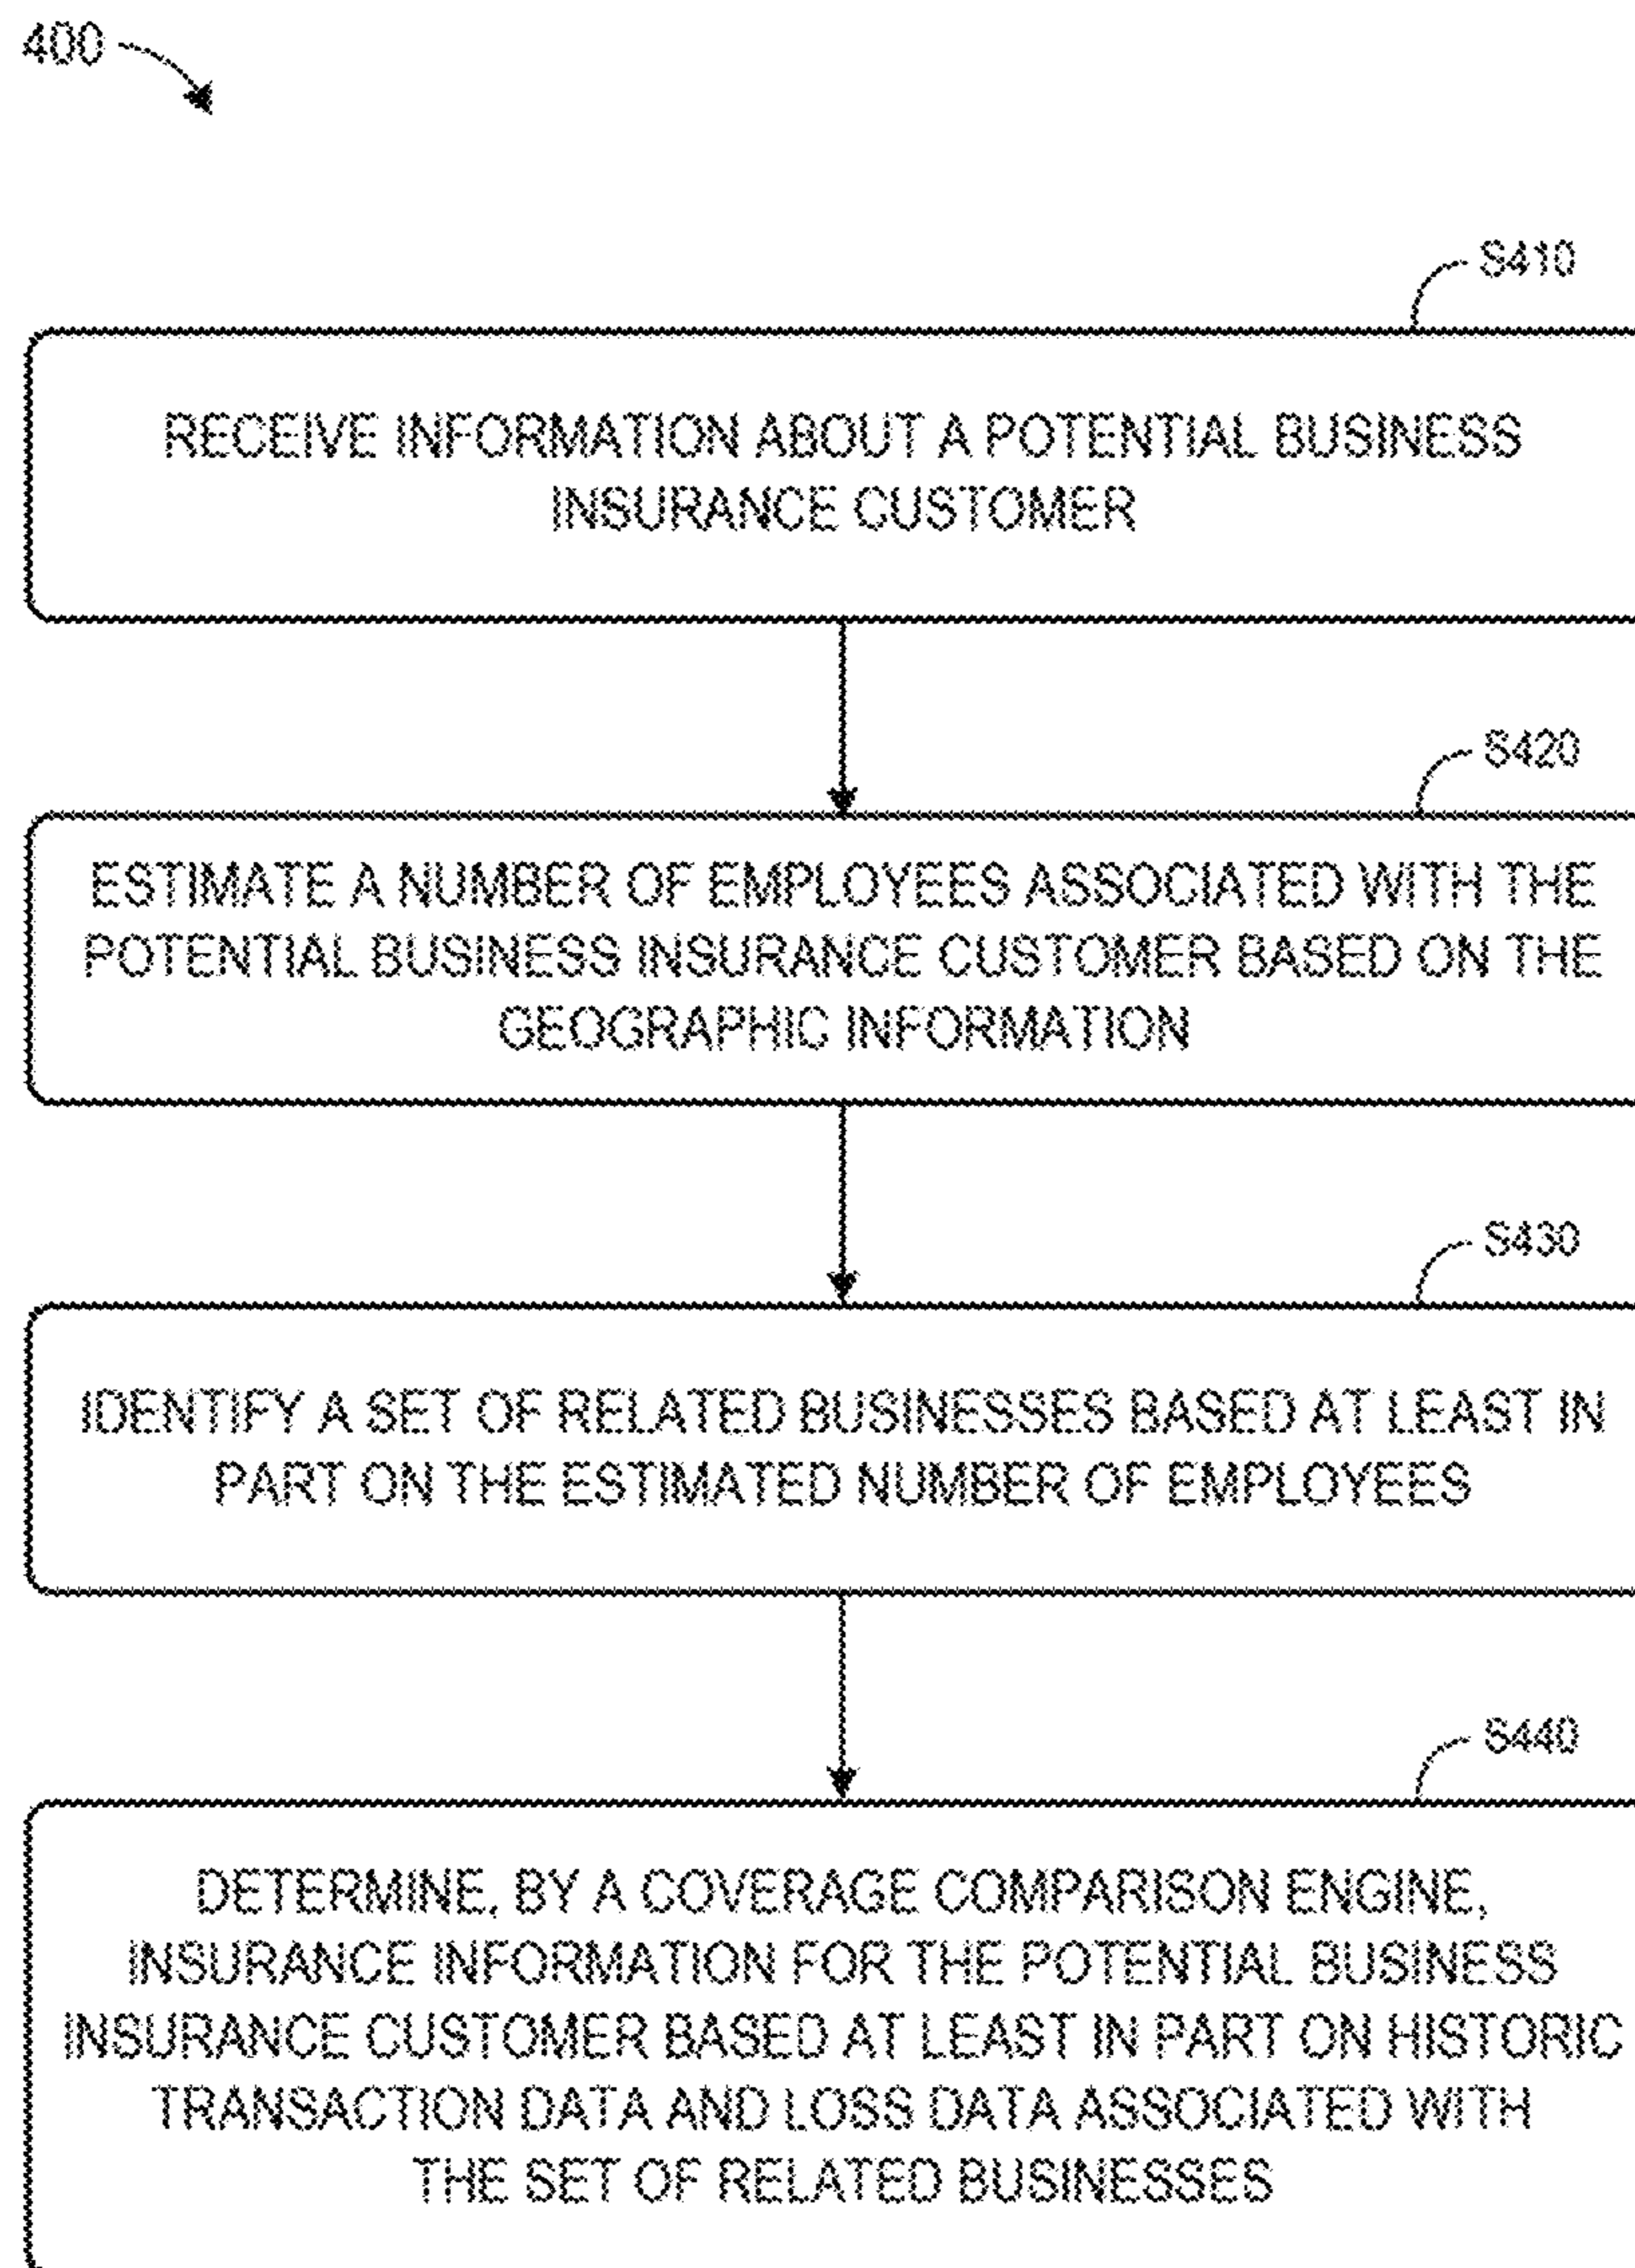 400
S410
RECEIVE INFORMATION ABOUT A POTENTIAL BUSINESS
INSURANCE CUSTOMER
S420
ESTIMATE A NUMBER OF EMPLOYEES ASSOCIATED WITH THE
POTENTIAL BUSINESS INSURANCE CUSTOMER BASED ON THE
GEOGRAPHIC INFORMATION
S430
IDENTIFY A SET OF RELATED BUSINESSES BASED AT LEAST IN
PART ON THE ESTIMATED NUMBER OF EMPLOYEES
S440
DETERMINE, BY A COVERAGE COMPARISON ENGINE,
INSURANCE INFORMATION FOR THE POTENTIAL BUSINESS
INSURANCE CUSTOMER BASED AT LEAST IN PART ON HISTORIC
TRANSACTION DATA AND LOSS DATA ASSOCIATED WITH
THE SET OF RELATED BUSINESSES